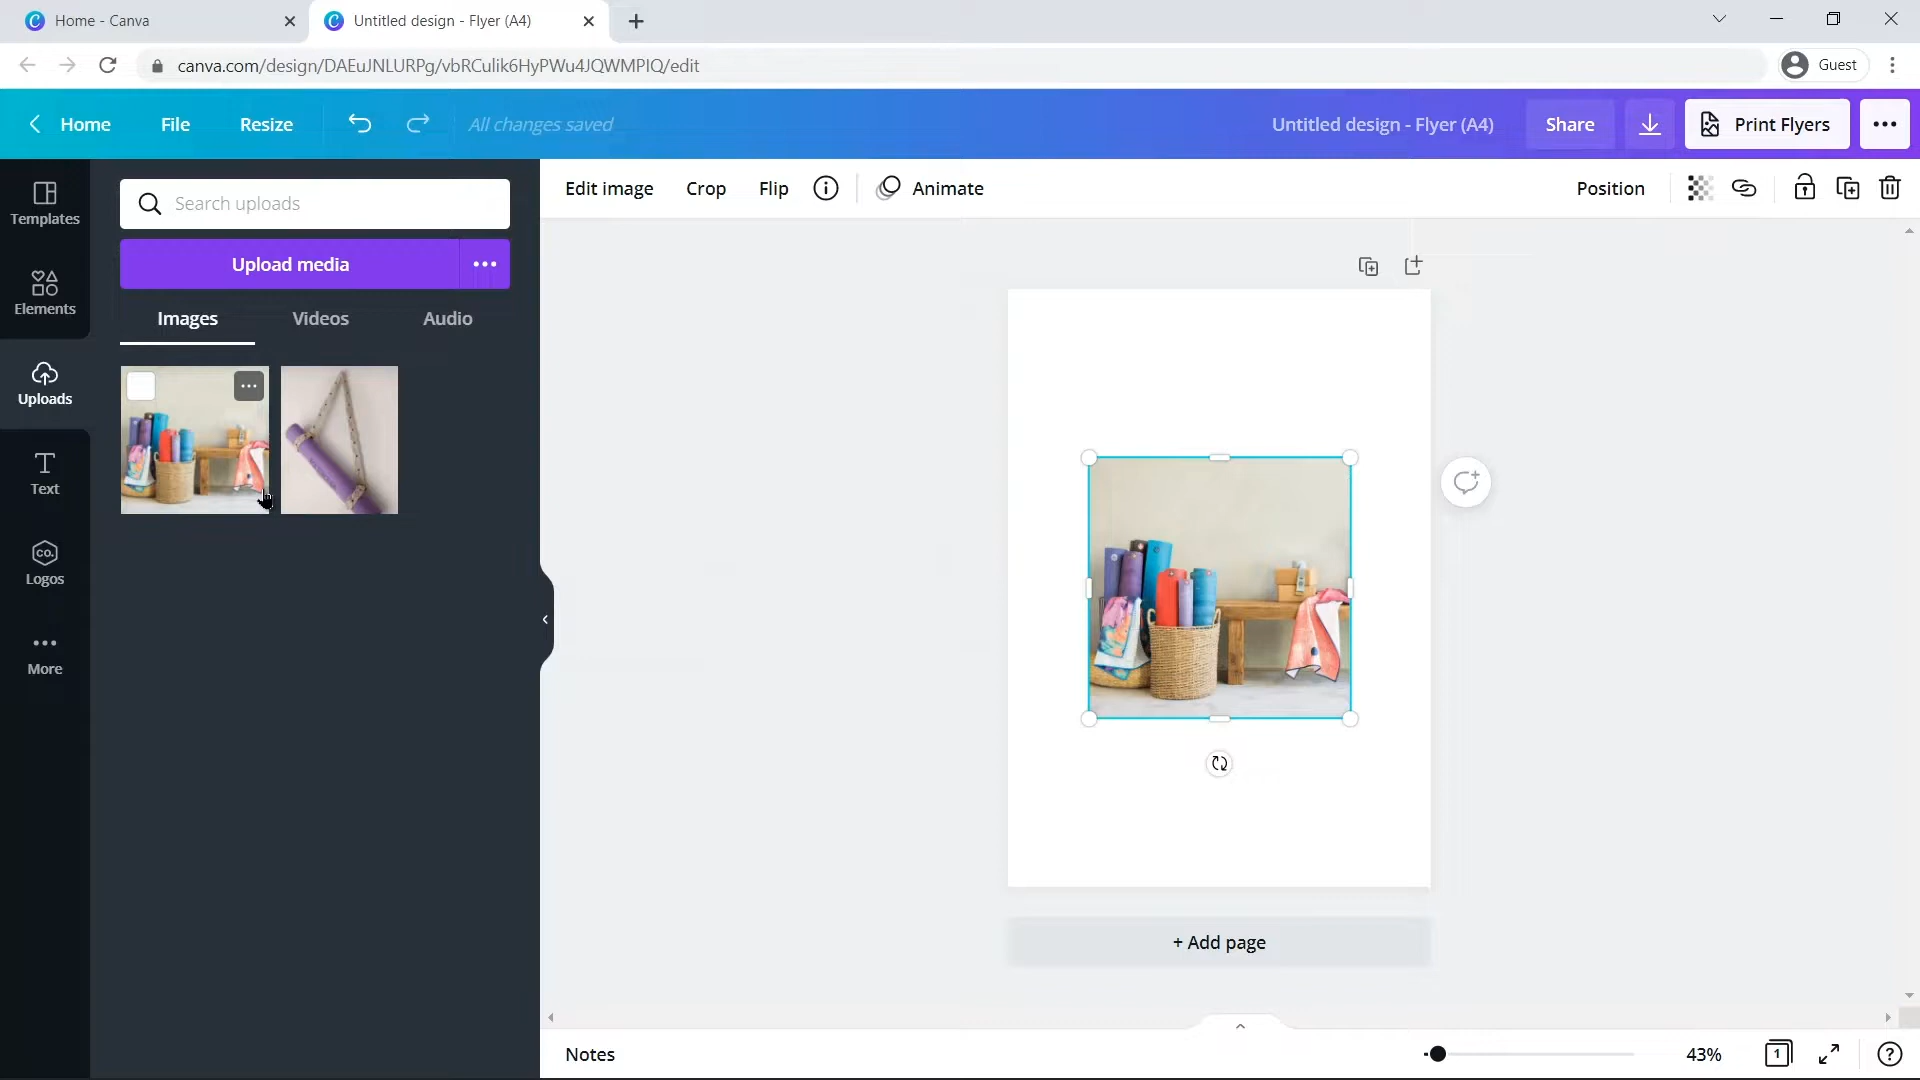 Home - Canva
Untitled design - Flyer (A4)
canva.com/design/DAEuJNLURPg/vbRCulik6HyPWu4JQWMPIQ/edit
Guest
Home
File
Resize
All changes saved
Untitled design - Flyer (A4)
Share
Print Flyers
Templates
Elements
Uploads
Text
CO.
Logos
More
Search uploads
Upload media
Images
Videos
Audio
Edit image
Crop
Flip
Animate
Position
+ Add page
Notes
43%
1